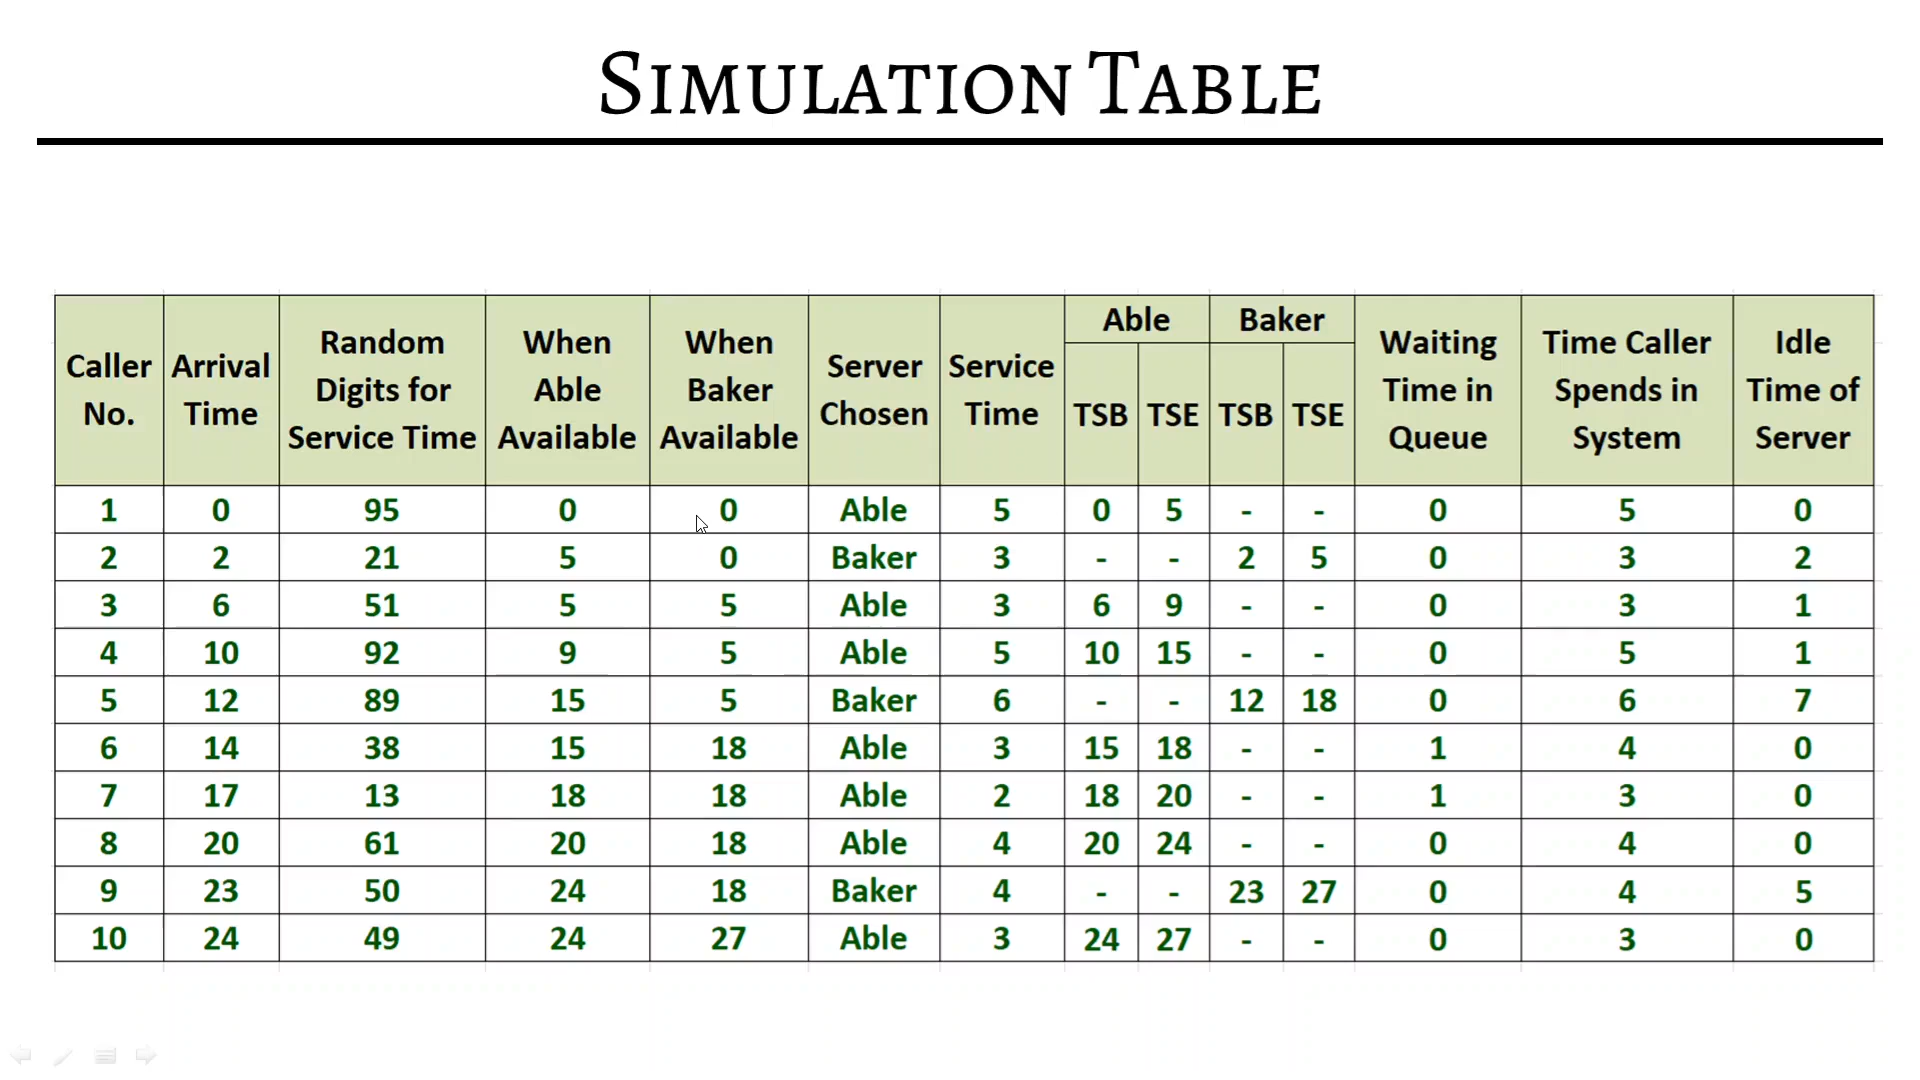 Simulation Table
Able Baker
Caller No. Arrival Time Random Digits for Service Time When Able Available When Baker Available Server Chosen Service Time TSB TSE TSB TSE Waiting Time in Queue Time Caller Spends in System Idle Time of Server
1 0 95 0 0 Able 5 0 5 - - 0 5 0
2 2 21 5 0 Baker 3 - - 2 5 0 3 2
3 6 51 5 5 Able 3 6 9 - - 0 3 1
4 10 92 9 5 Able 5 10 15 - - 0 5 1
5 12 89 15 5 Baker 6 - - 12 18 0 6 7
6 14 38 15 18 Able 3 15 18 - - 1 4 0
7 17 13 18 18 Able 2 18 20 - - 1 3 0
8 20 61 20 18 Able 4 20 24 - - 0 4 0
9 23 50 24 18 Baker 4 - - 23 27 0 4 5
10 24 49 24 27 Able 3 24 27 - - 0 3 0